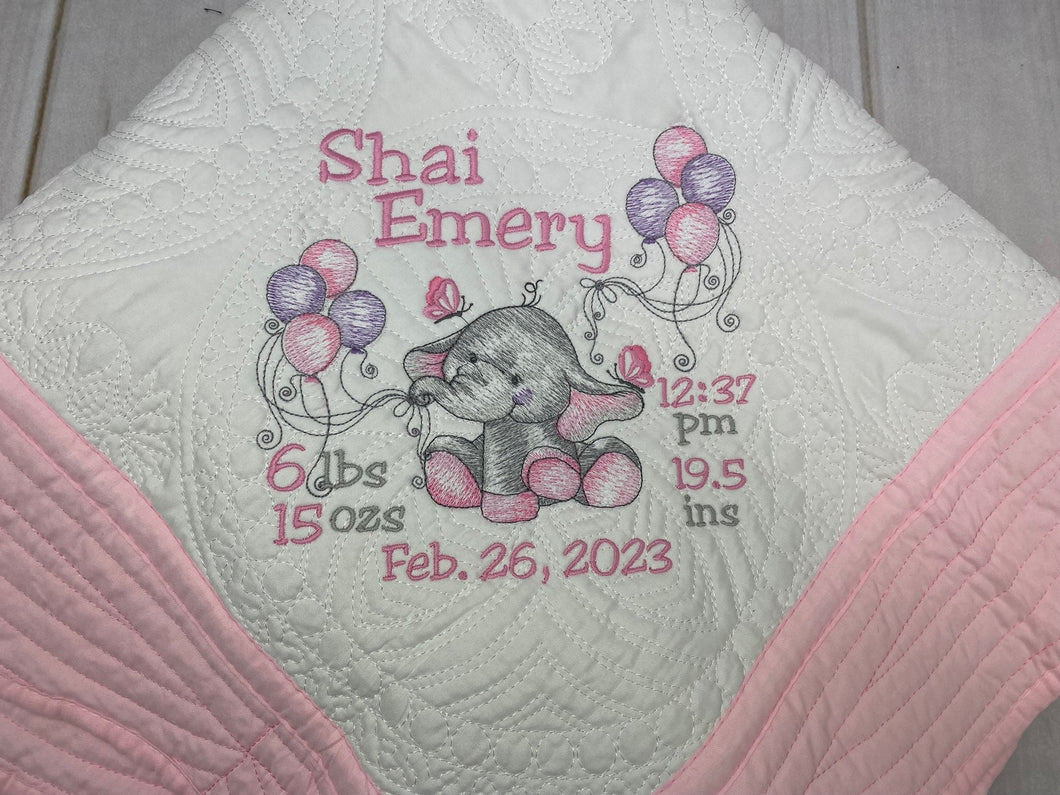 Shai
Emery
6 lbs
15 ozs
12:37
pm
19.5
ins
Feb. 26, 2023